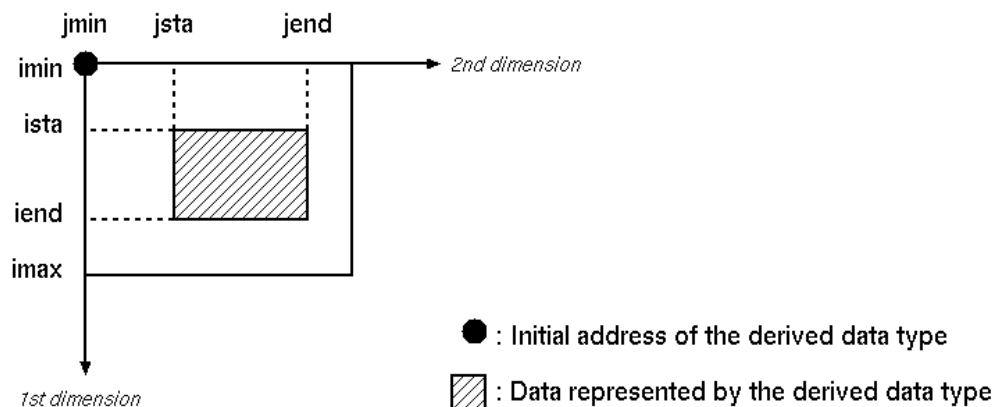 jmin jsta jend
imin
2nd dimension
ista
iend
imax
: Initial address of the derived data type
: Data represented by the derived data type
1st dimension